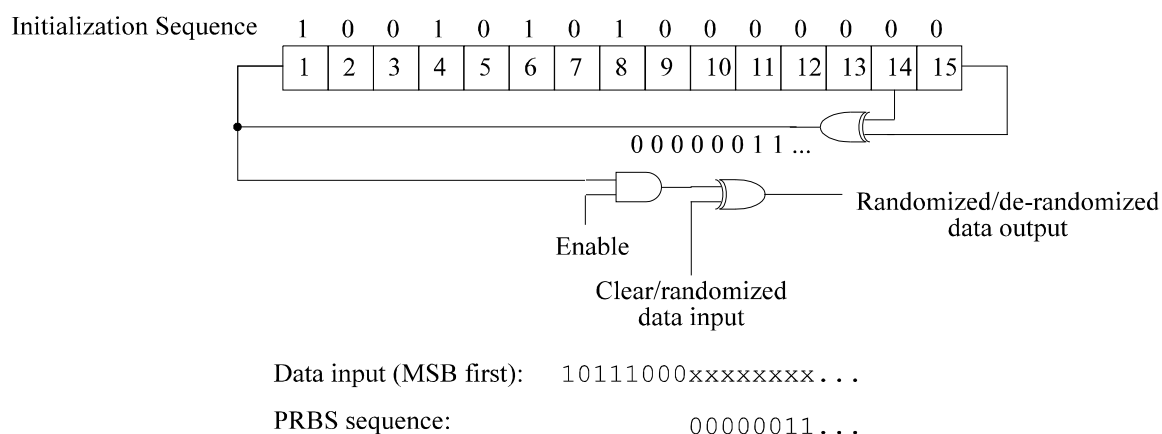 Initialization Sequence 1 0 0 1 0 1 0 1 0 0 0 0 0 0 0
1 2 3 4 5 6 7 8 9 10 11 12 13 14 15
0 0 0 0 0 0 1 1 ...
Enable
Randomized/de-randomized
data output
Clear/randomized
data input
Data input (MSB first): 10111000xxxxxxxx...
PRBS sequence: 00000011...